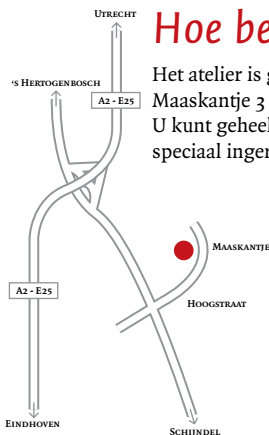 Utrecht
Hoe be
's Hertogenbosch
Het atelier is g
A2 - E25
Maaskantje 3
U kunt geheel
speciaal inger
Maaskantje
A2 - E25
Hoogstraat
Eindhoven
Schijndel